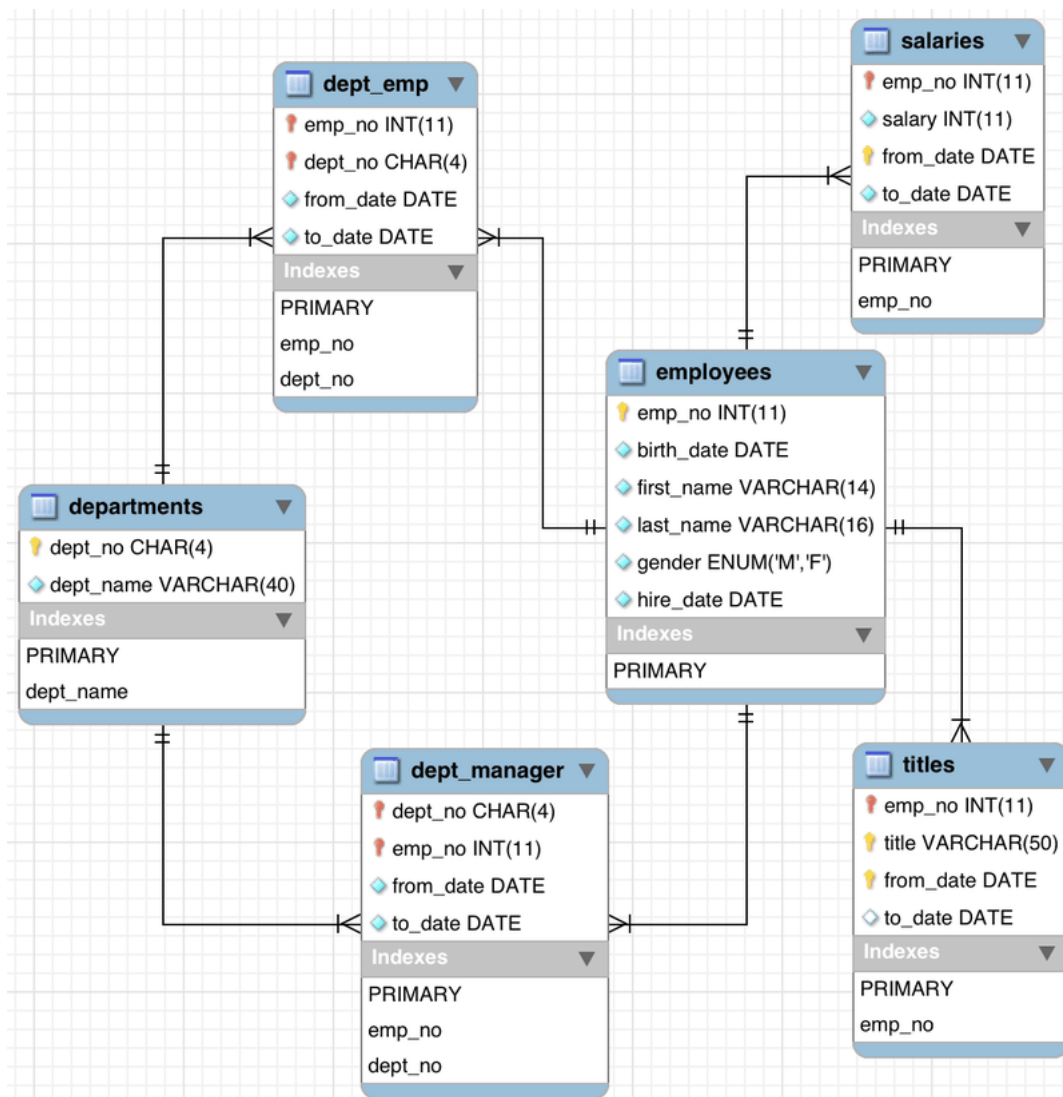 salaries
emp_no INT(11)
salary INT(11)
from_date DATE
to_date DATE
Indexes
PRIMARY
emp_no
dept_emp
emp_no INT(11)
dept_no CHAR(4)
from_date DATE
to_date DATE
Indexes
PRIMARY
emp_no
dept_no
employees
emp_no INT(11)
birth_date DATE
first_name VARCHAR(14)
last_name VARCHAR(16)
gender ENUM('M','F')
hire_date DATE
Indexes
PRIMARY
departments
dept_no CHAR(4)
dept_name VARCHAR(40)
Indexes
PRIMARY
dept_name
dept_manager
dept_no CHAR(4)
emp_no INT(11)
from_date DATE
to_date DATE
Indexes
PRIMARY
emp_no
dept_no
titles
emp_no INT(11)
title VARCHAR(50)
from_date DATE
to_date DATE
Indexes
PRIMARY
emp_no